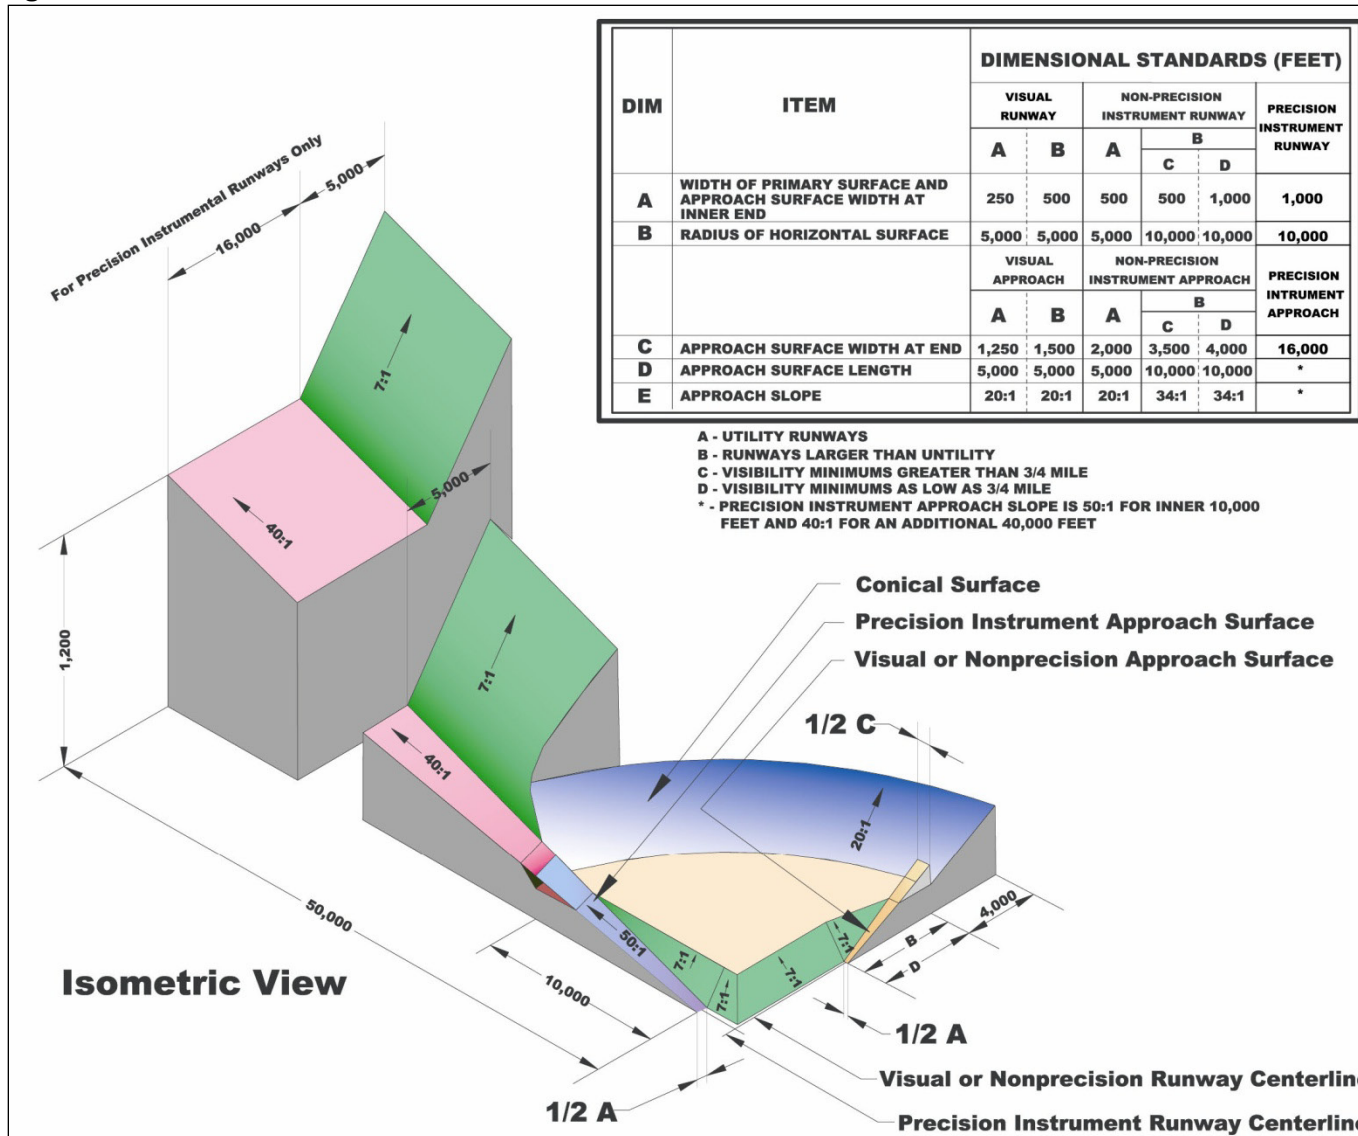 DIMENSIONAL STANDARDS (FEET)
DIM
ITEM
VISUAL
RUNWAY
NON-PRECISION
INSTRUMENT RUNWAY
PRECISION
INSTRUMENT
RUNWAY
A
B
A
B
C
D
A
WIDTH OF PRIMARY SURFACE AND
APPROACH SURFACE WIDTH AT
INNER END
250 500 500 500 1,000 1,000
B RADIUS OF HORIZONTAL SURFACE 5,000 5,000 5,000 10,000 10,000 10,000
VISUAL
APPROACH
NON-PRECISION
INSTRUMENT APPROACH
PRECISION
INTRUMENT
APPROACH
A
B
A
B
C
D
C APPROACH SURFACE WIDTH AT END 1,250 1,500 2,000 3,500 4,000 16,000
D APPROACH SURFACE LENGTH 5,000 5,000 5,000 10,000 10,000 *
E APPROACH SLOPE 20:1 20:1 20:1 34:1 34:1 *
A - UTILITY RUNWAYS
B - RUNWAYS LARGER THAN UNTILITY
C - VISIBILITY MINIMUMS GREATER THAN 3/4 MILE
D - VISIBILITY MINIMUMS AS LOW AS 3/4 MILE
* - PRECISION INSTRUMENT APPROACH SLOPE IS 50:1 FOR INNER 10,000
FEET AND 40:1 FOR AN ADDITIONAL 40,000 FEET
For Precision Instrumental Runways Only
5,000
16,000
7:1
40:1
5,000
1,200
7:1
40:1
Conical Surface
Precision Instrument Approach Surface
Visual or Nonprecision Approach Surface
1/2 C
20:1
50,000
10,000
50:1
7:1
7:1
7:1
7:1
B
D
4,000
Isometric View
1/2 A
1/2 A
Visual or Nonprecision Runway Centerline
Precision Instrument Runway Centerline